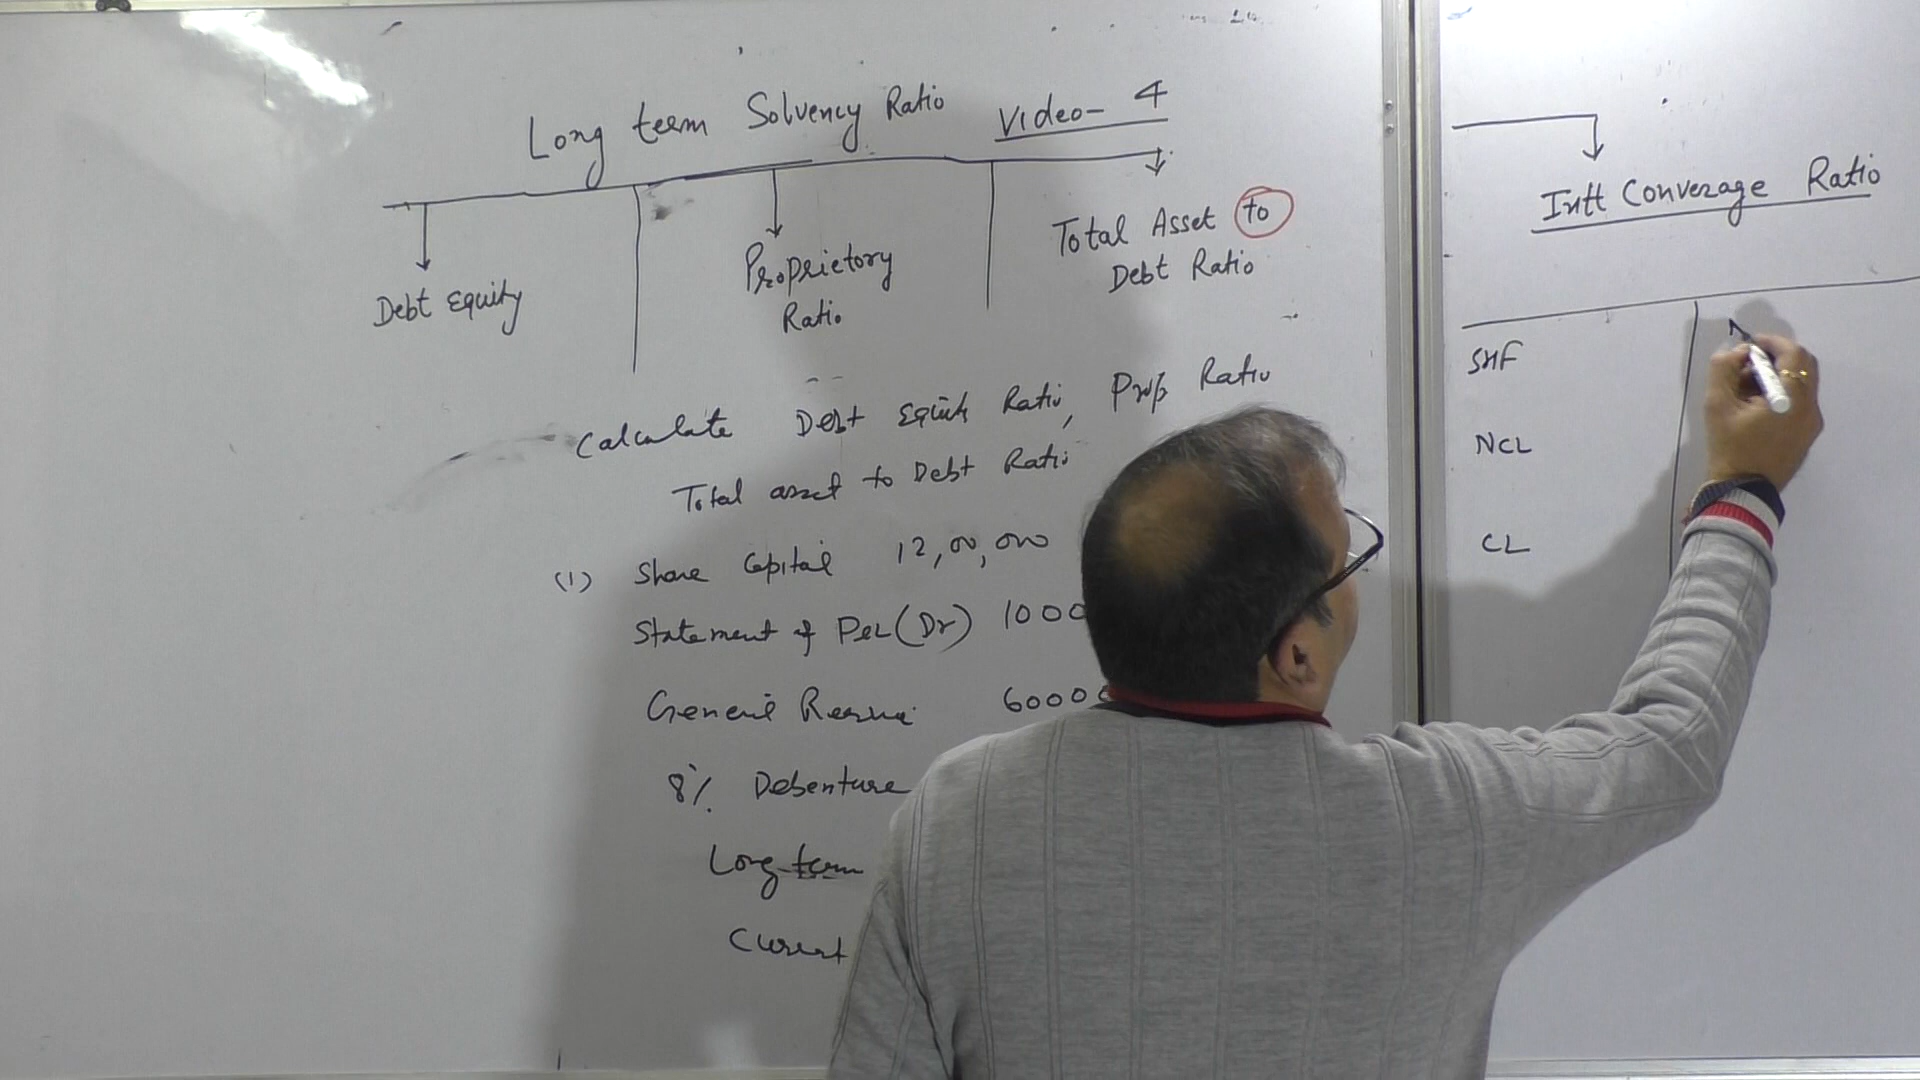 Long term Solvency Ratio Video- 4
Debt Equity
Proprietory
Ratio
Total Asset to
Debt Ratio
Calculate Debt Equity Ratio, Prop Ratio
Total asset to Debt Ratio
(1) Share Capital 12,00,000
Statement of P&L (Dr) 1000
General Reserve 6000
8% Debenture
Long-term
Current
Intt Converage Ratio
SHF
NCL
CL